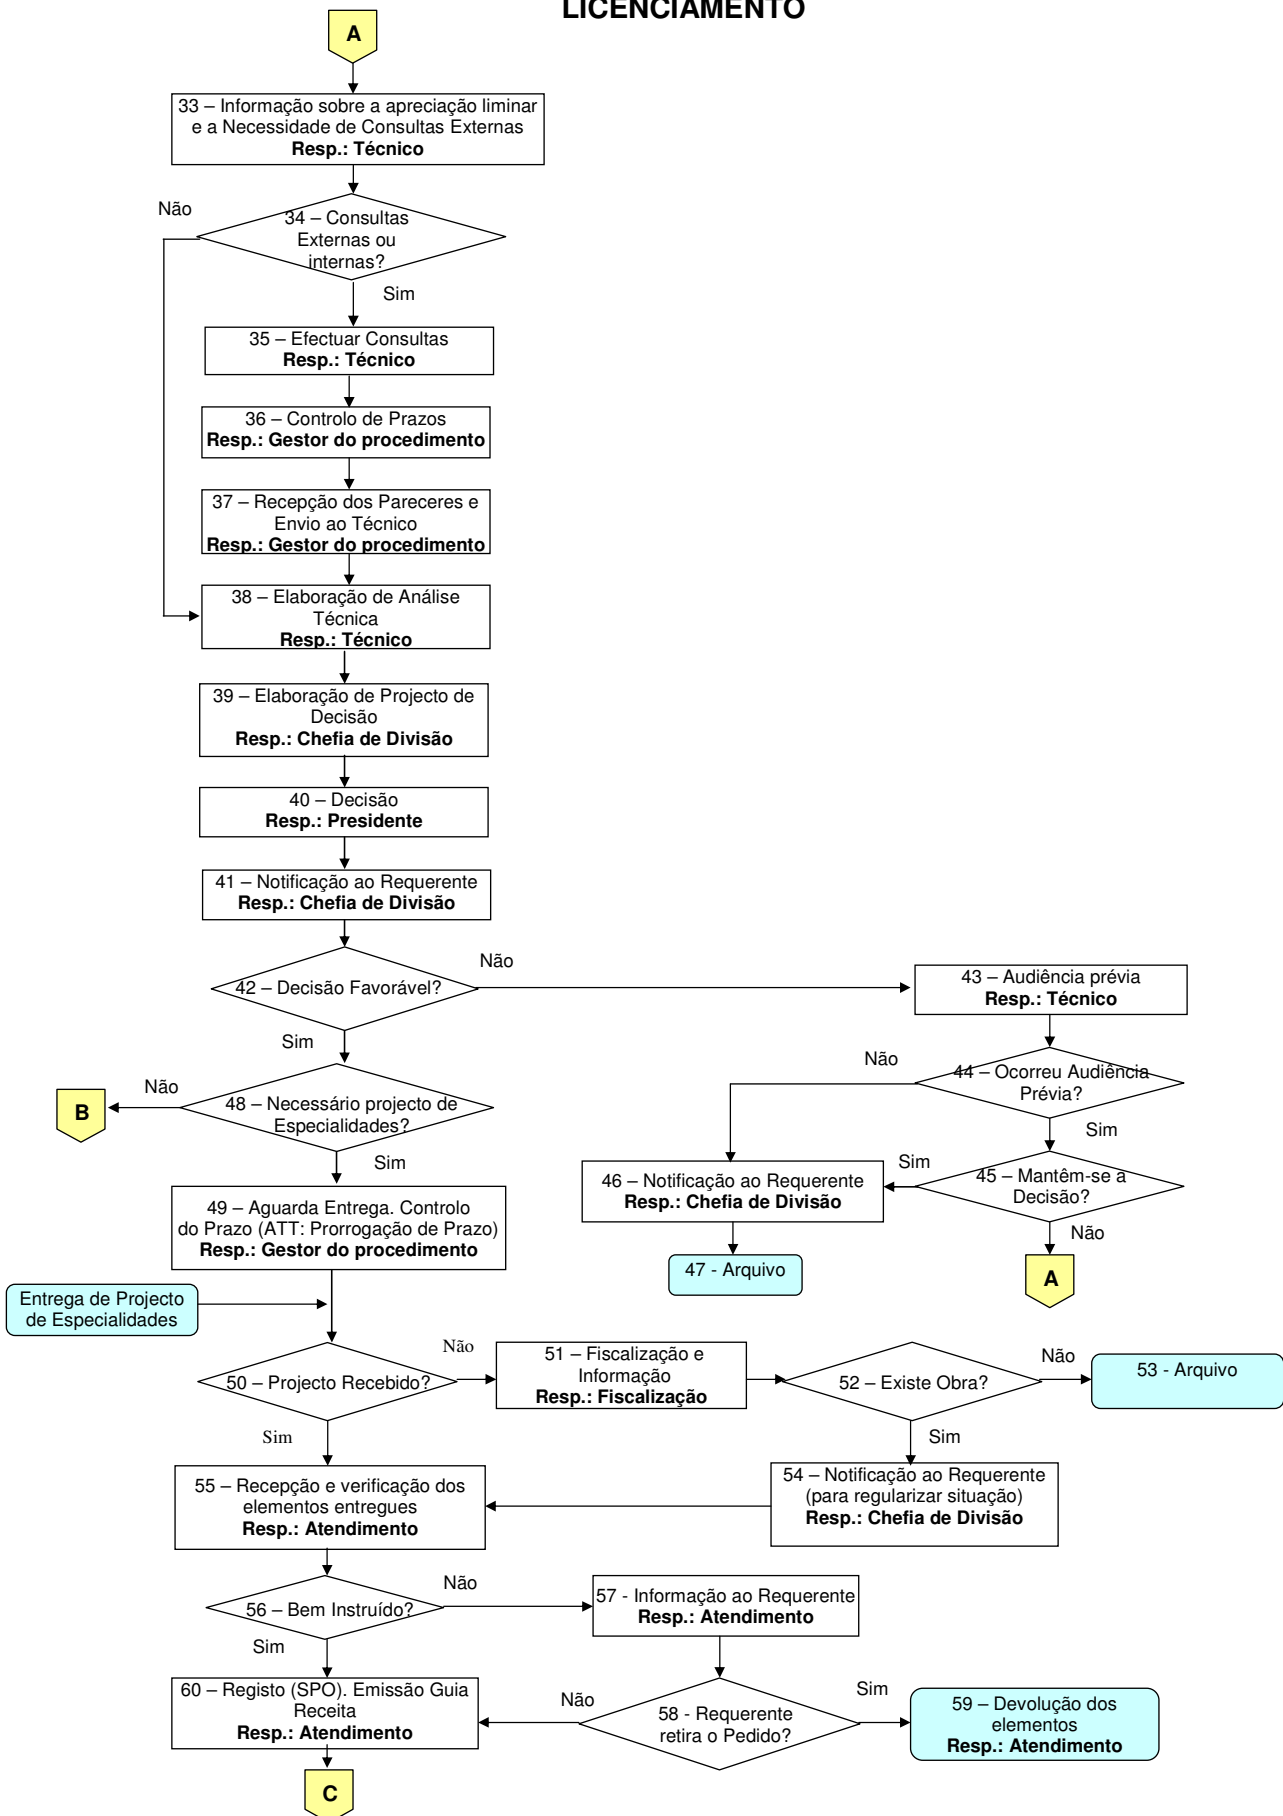 LICENCIAMENTO
A
33 – Informação sobre a apreciação liminar
e a Necessidade de Consultas Externas
Resp.: Técnico
Não
34 – Consultas
Externas ou
internas?
Sim
35 – Efectuar Consultas
Resp.: Técnico
36 – Controlo de Prazos
Resp.: Gestor do procedimento
37 – Recepção dos Pareceres e
Envio ao Técnico
Resp.: Gestor do procedimento
38 – Elaboração de Análise
Técnica
Resp.: Técnico
39 – Elaboração de Projecto de
Decisão
Resp.: Chefia de Divisão
40 – Decisão
Resp.: Presidente
41 – Notificação ao Requerente
Resp.: Chefia de Divisão
42 – Decisão Favorável?
Não
Sim
43 – Audiência prévia
Resp.: Técnico
Não
44 – Ocorreu Audiência
Prévia?
Sim
B
Não
48 – Necessário projecto de
Especialidades?
Sim
46 – Notificação ao Requerente
Resp.: Chefia de Divisão
Sim
45 – Mantêm-se a
Decisão?
Não
47 - Arquivo
A
49 – Aguarda Entrega. Controlo
do Prazo (ATT: Prorrogação de Prazo)
Resp.: Gestor do procedimento
Entrega de Projecto
de Especialidades
50 – Projecto Recebido?
Não
Sim
51 – Fiscalização e
Informação
Resp.: Fiscalização
52 – Existe Obra?
Não
Sim
53 - Arquivo
54 – Notificação ao Requerente
(para regularizar situação)
Resp.: Chefia de Divisão
55 – Recepção e verificação dos
elementos entregues
Resp.: Atendimento
56 – Bem Instruído?
Não
Sim
57 - Informação ao Requerente
Resp.: Atendimento
60 – Registo (SPO). Emissão Guia
Receita
Resp.: Atendimento
Não
58 - Requerente
retira o Pedido?
Sim
59 – Devolução dos
elementos
Resp.: Atendimento
C